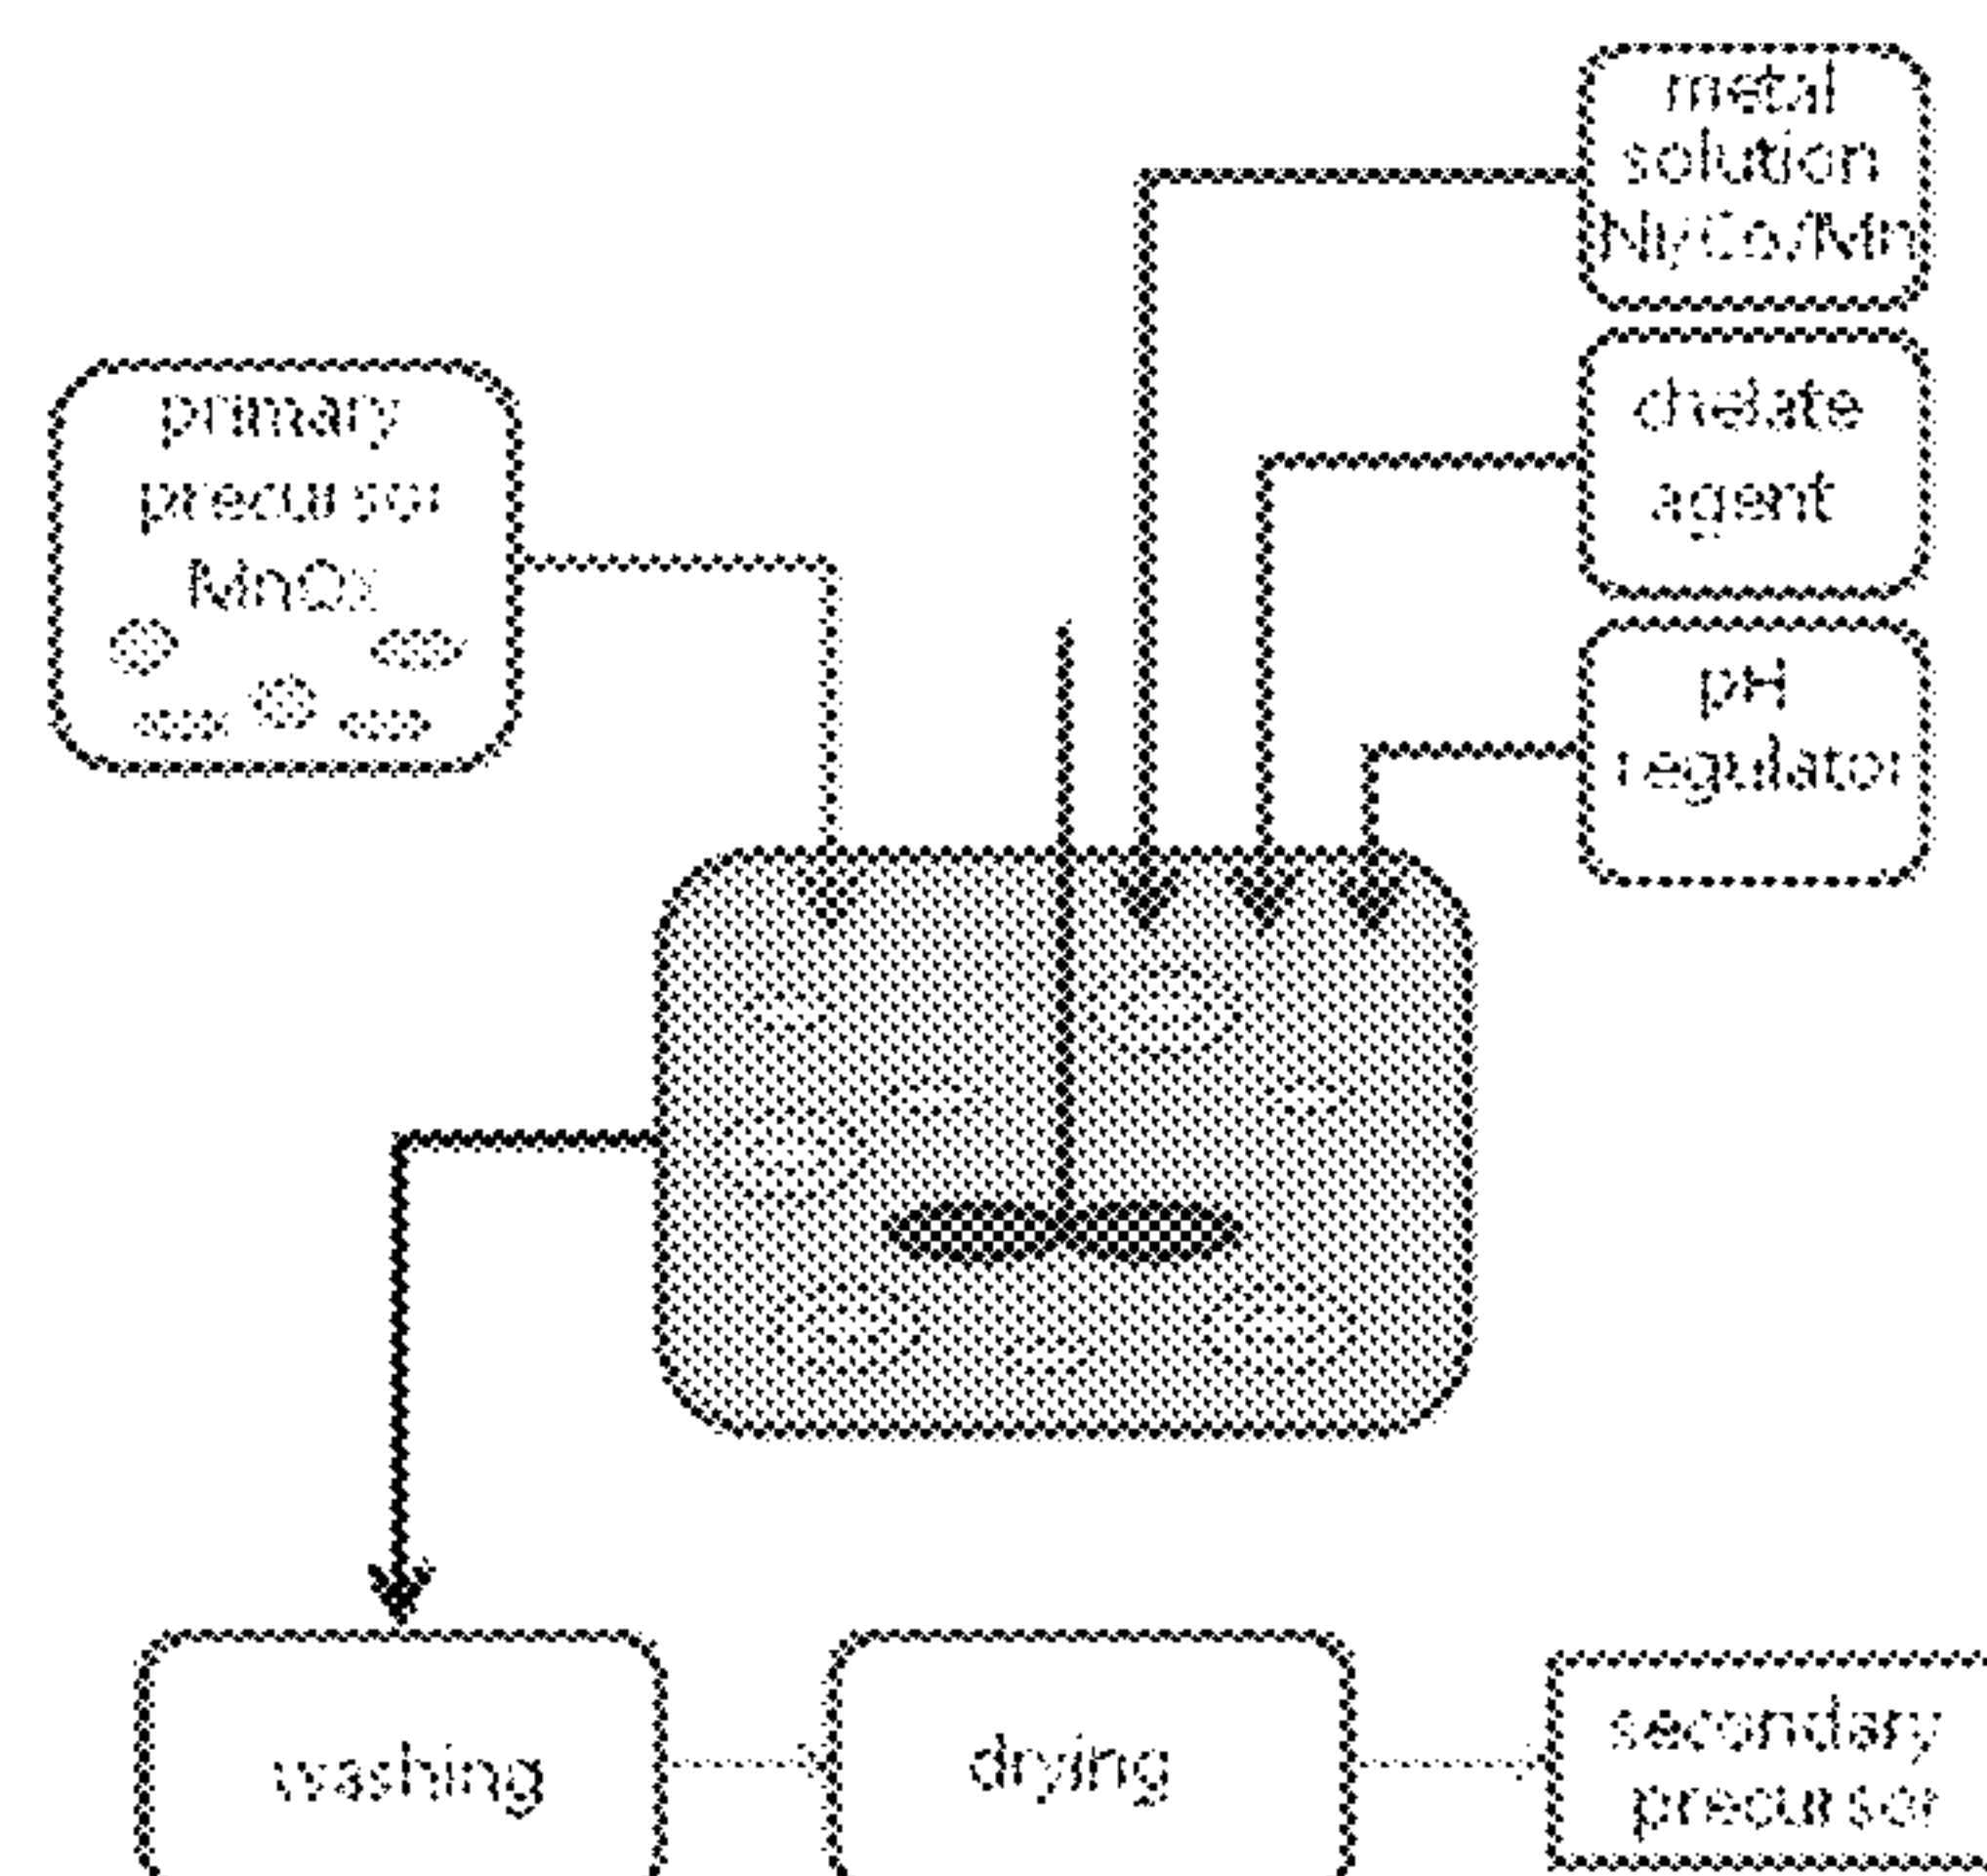 metal
solution
Ni/Co/Mn
primary
precursor
MnOx
chelate
agent
pH
regulator
washing
drying
secondary
precursor